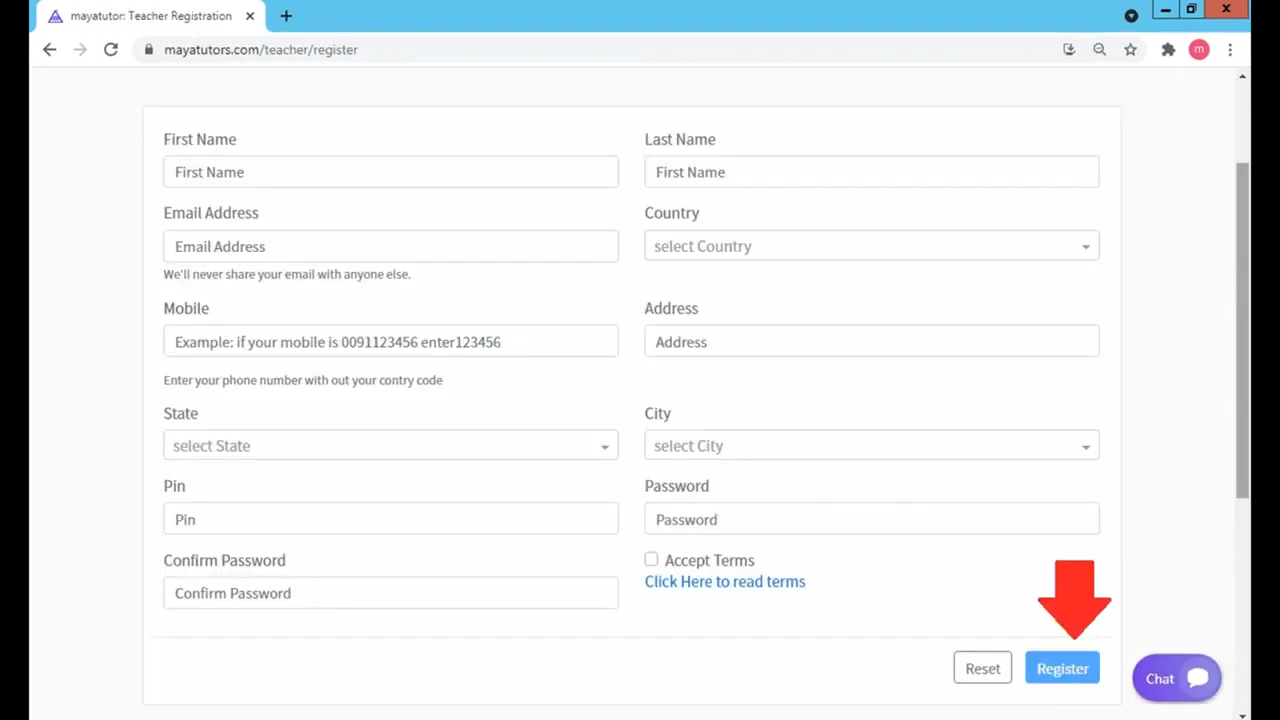 mayatutor: Teacher Registration
mayatutors.com/teacher/register
m
First Name
Last Name
First Name
First Name
Email Address
Country
Email Address
select Country
We'll never share your email with anyone else.
Mobile
Address
Example: if your mobile is 0091123456 enter123456
Address
Enter your phone number with out your contry code
State
City
select State
select City
Pin
Password
Pin
Password
Confirm Password
Accept Terms
Click Here to read terms
Confirm Password
Reset
Register
Chat